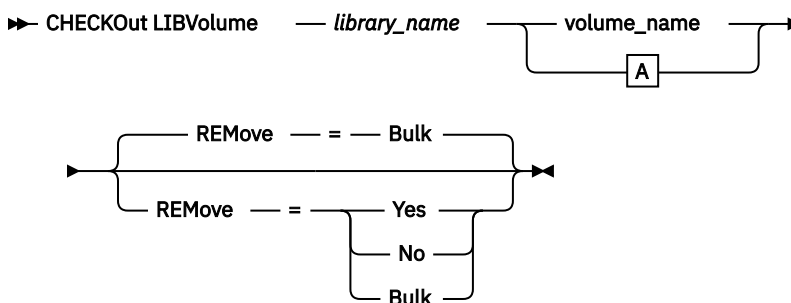 CHECKOut LIBVolume library_name volume_name
A
REMove = Bulk
REMove = Yes
No
Bulk